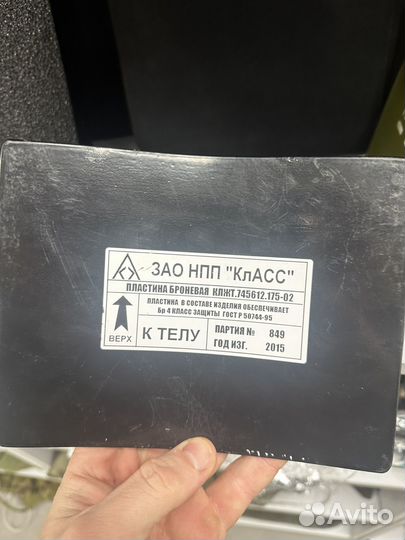 ЗАО НПП "КлАСС"
ПЛАСТИНА БРОНЕВАЯ КЛЖТ.745612.175-02
ПЛАСТИНА В СОСТАВЕ ИЗДЕЛИЯ ОБЕСПЕЧИВАЕТ
Бр 4 КЛАСС ЗАЩИТЫ ГОСТ Р 50744-95
ВЕРХ
К ТЕЛУ
ПАРТИЯ № 849
ГОД ИЗГ. 2015
Avito